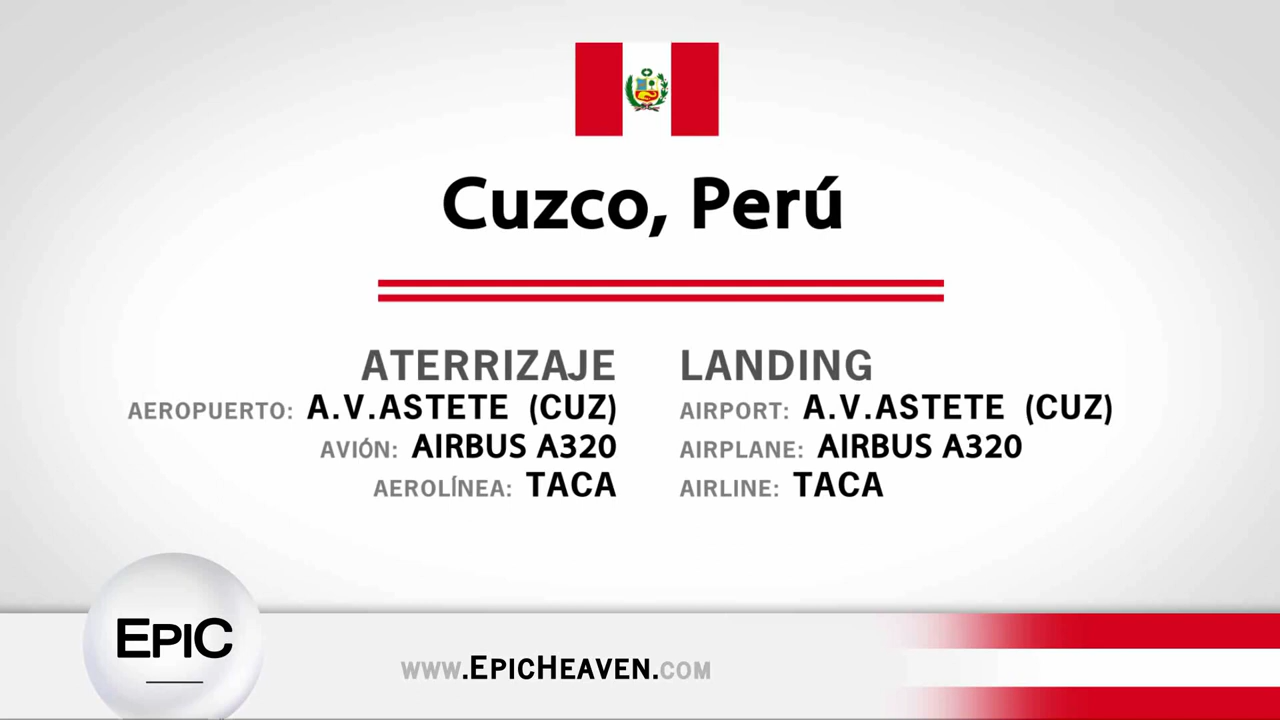 Cuzco, Perú
ATERRIZAJE
AEROPUERTO: A.V.ASTETE (CUZ)
AVIÓN: AIRBUS A320
AEROLÍNEA: TACA
LANDING
AIRPORT: A.V.ASTETE (CUZ)
AIRPLANE: AIRBUS A320
AIRLINE: TACA
EPIC
www.EPICHEAVEN.COM